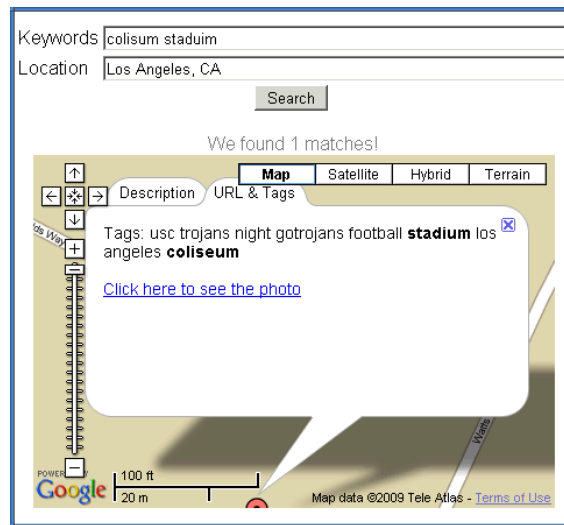 Keywords colisum staduim
Location Los Angeles, CA
Search
We found 1 matches!
Map Satellite Hybrid Terrain
Description URL & Tags
Tags: usc trojans night gotrojans football stadium los
angeles coliseum
Click here to see the photo
Watts
100 ft
20 m
Google
Map data ©2009 Tele Atlas - Terms of Use